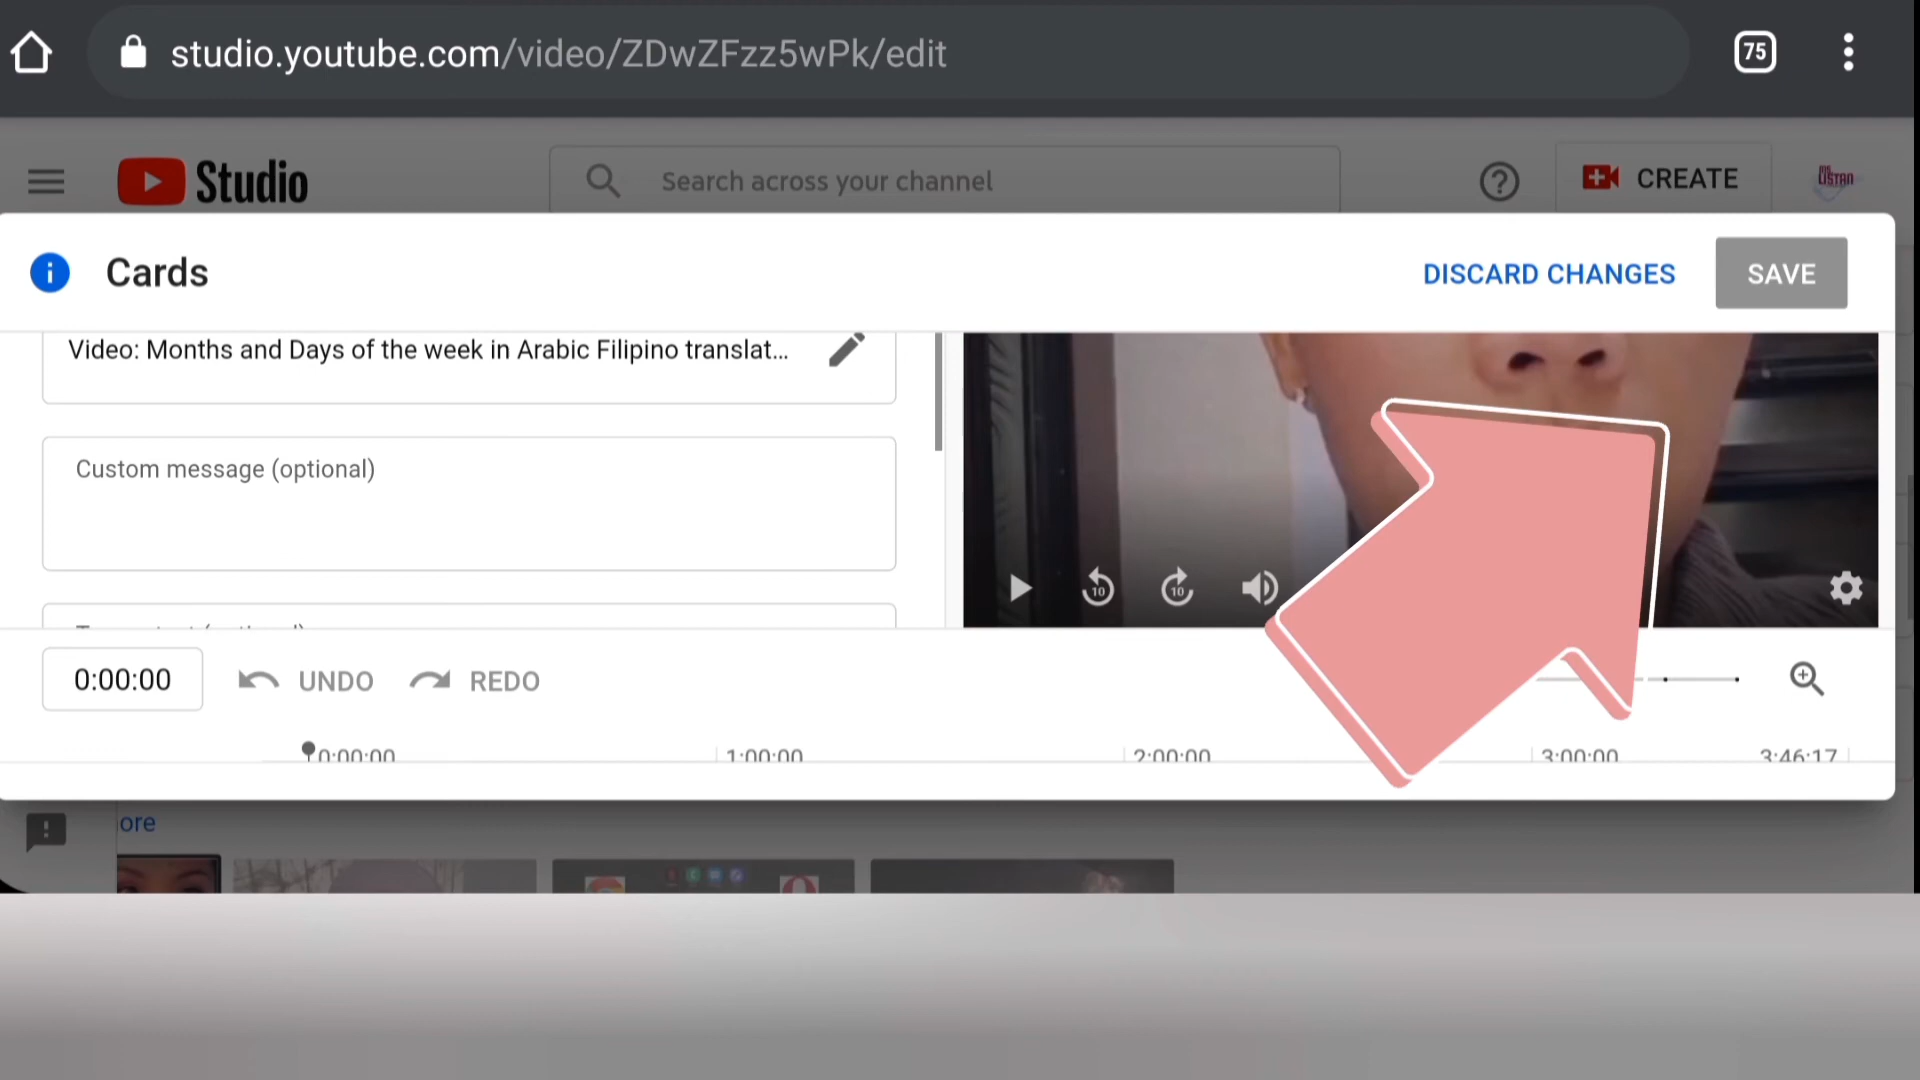 studio.youtube.com/video/ZDwZFzz5wPk/edit
75
Studio
Search across your channel
CREATE
Cards
DISCARD CHANGES
SAVE
Video: Months and Days of the week in Arabic Filipino translat...
Custom message (optional)
10
10
0:00:00
UNDO
REDO
0:00:00
1:00:00
2:00:00
3:00:00
3:46:17
ore